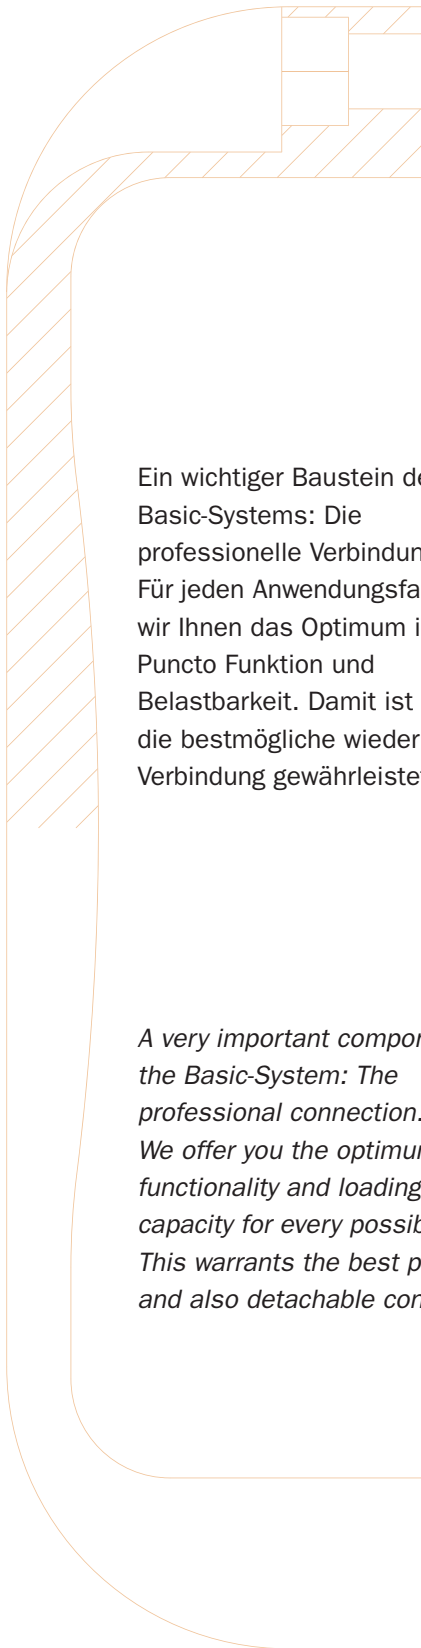 Ein wichtiger Baustein de
Basic-Systems: Die
professionelle Verbindun
Für jeden Anwendungsfa
wir Ihnen das Optimum i
Puncto Funktion und
Belastbarkeit. Damit ist
die bestmögliche wieder
Verbindung gewährleiste
A very important compo
the Basic-System: The
professional connection.
We offer you the optimu
functionality and loading
capacity for every possib
This warrants the best p
and also detachable con